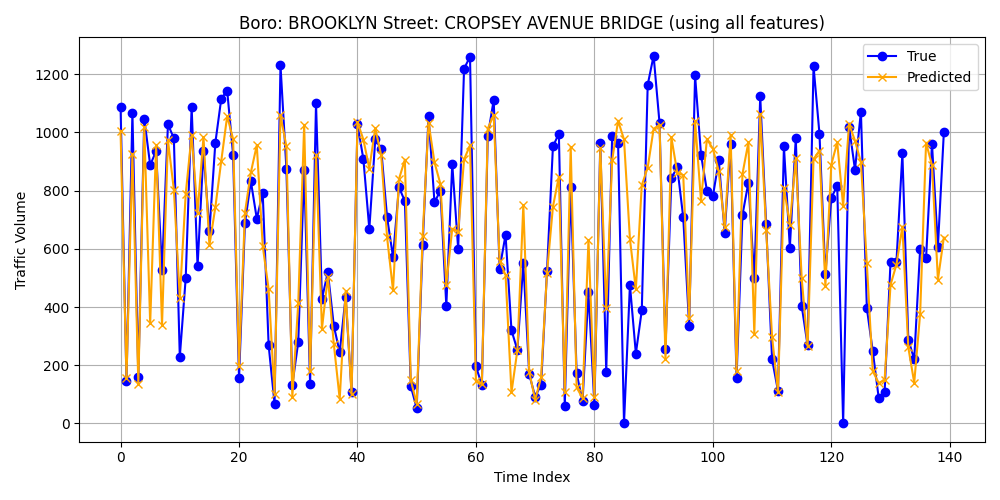 Boro: BROOKLYN Street: CROPSEY AVENUE BRIDGE (using all features)
True
Predicted
Traffic Volume
1200
1000
800
600
400
200
0
0 20 40 60 80 100 120 140
Time Index